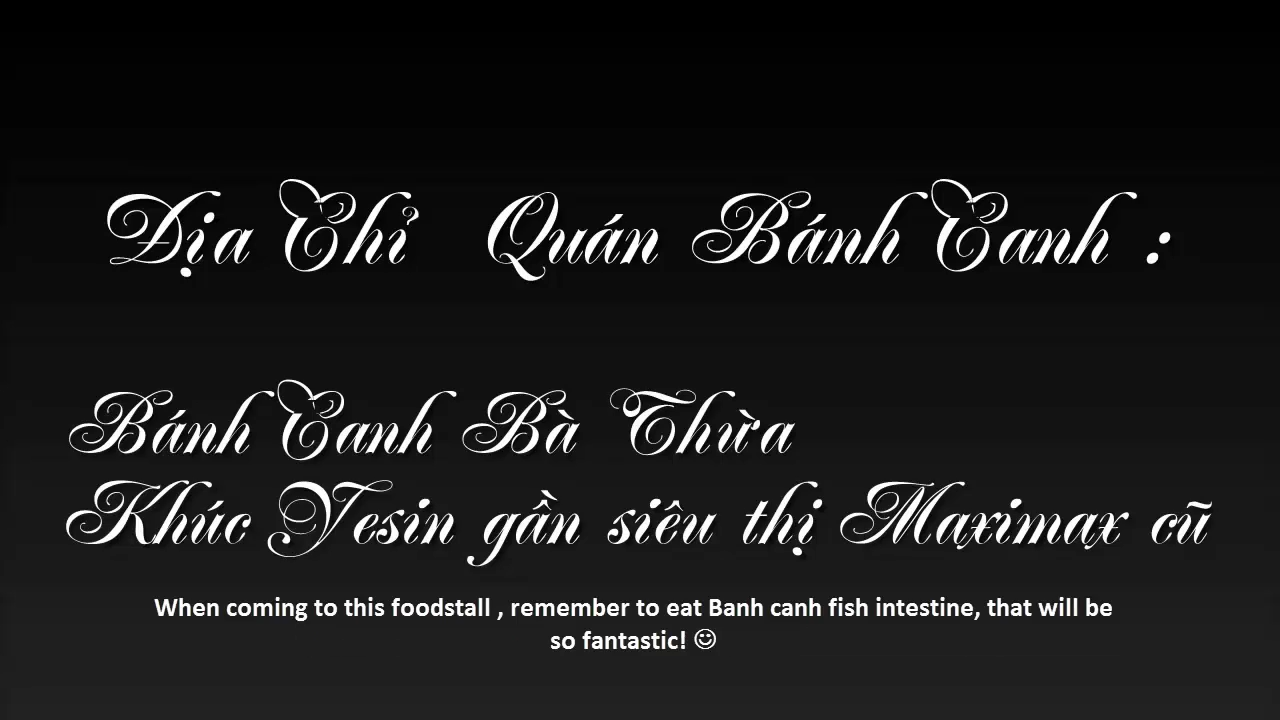 Địa Chỉ Quán Bánh Canh :
Bánh Canh Bà Thừa
Khúc Yesin gần siêu thị Maximax cũ
When coming to this foodstall , remember to eat Banh canh fish intestine, that will be
so fantastic! ☺